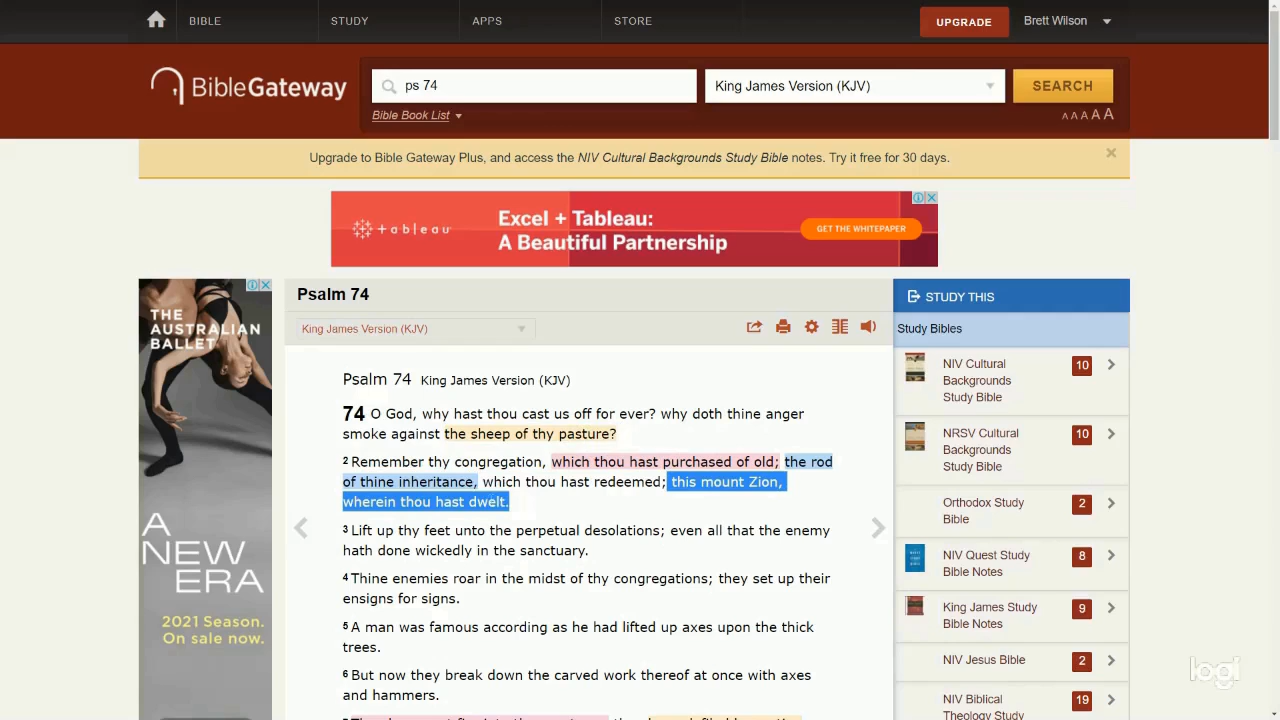 BIBLE STUDY APPS STORE UPGRADE Brett Wilson
BibleGateway ps 74 King James Version (KJV) SEARCH
Bible Book List A A A A A
Upgrade to Bible Gateway Plus, and access the NIV Cultural Backgrounds Study Bible notes. Try it free for 30 days.
+ a b l e a u
Excel + Tableau:
A Beautiful Partnership
GET THE WHITEPAPER
THE
AUSTRALIAN
BALLET
A
NEW
ERA
2021 Season.
On sale now.
Psalm 74
King James Version (KJV)
Psalm 74 King James Version (KJV)
74 O God, why hast thou cast us off for ever? why doth thine anger
smoke against the sheep of thy pasture?
2 Remember thy congregation, which thou hast purchased of old; the rod
of thine inheritance, which thou hast redeemed; this mount Zion,
wherein thou hast dwelt.
3 Lift up thy feet unto the perpetual desolations; even all that the enemy
hath done wickedly in the sanctuary.
4 Thine enemies roar in the midst of thy congregations; they set up their
ensigns for signs.
5 A man was famous according as he had lifted up axes upon the thick
trees.
6 But now they break down the carved work thereof at once with axes
and hammers.
STUDY THIS
Study Bibles
NIV Cultural 10
Backgrounds
Study Bible
NRSV Cultural 10
Backgrounds
Study Bible
Orthodox Study 2
Bible
NIV Quest Study 8
Bible Notes
King James Study 9
Bible Notes
NIV Jesus Bible 2
NIV Biblical 19
Theology Study
logi